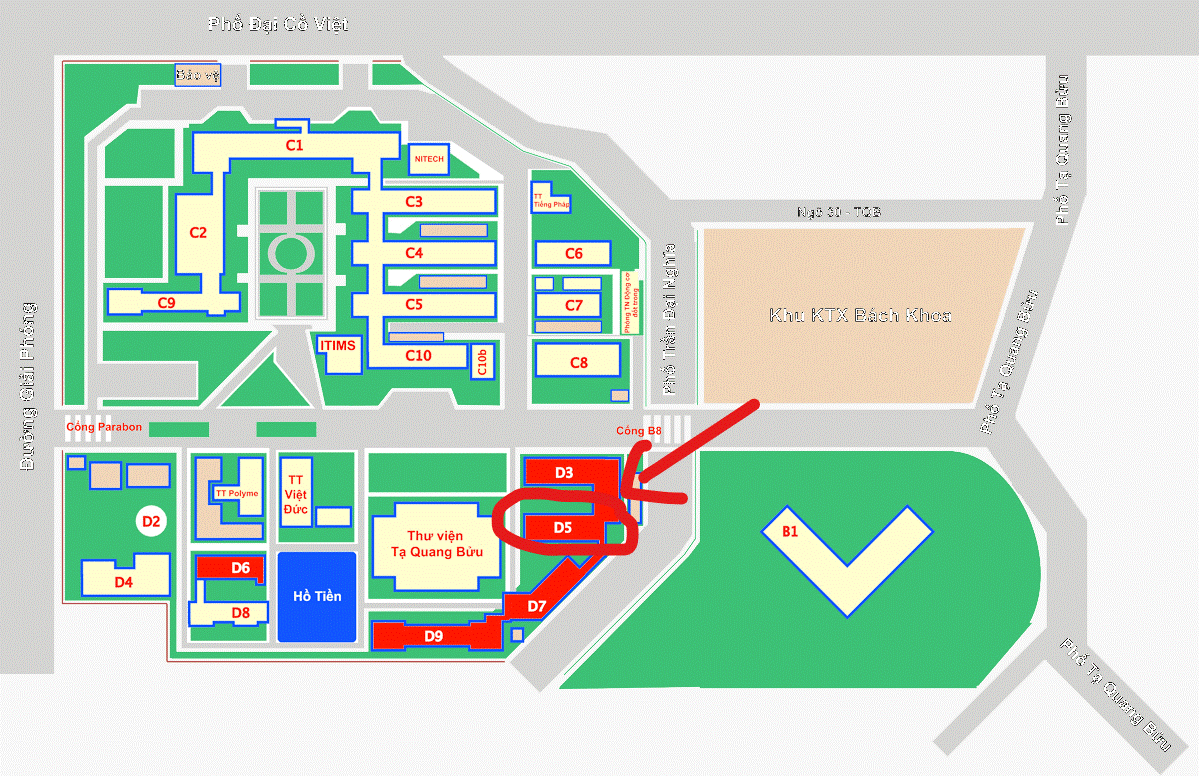 Phố Đại Cồ Việt
Bảo vệ
C1
NITECH
C3
C2
C4
C9
C5
ITIMS
C10
C10b
TT
Tiếng Pháp
C6
C7
Phòng TN Động cơ
đốt trong
C8
Ngõ 30 - TQB
Phố Tạ Quang Bửu
Phố Trần Đại Nghĩa
Khu KTX Bách Khoa
Phố Tạ Quang Bửu
Đường Giải Phóng
Cổng Parabon
Cổng B8
D3
TT Polyme
TT
Việt
Đức
D2
Thư viện
Tạ Quang Bửu
D5
B1
D4
D6
D8
Hồ Tiền
D7
D9
Phố Tạ Quang Bửu